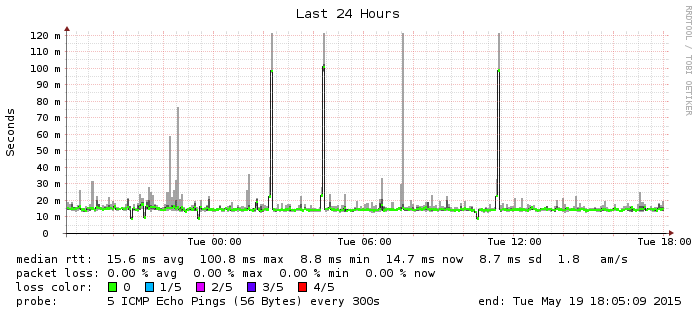 Last 24 Hours
RRDTOOL / TOBI OETIKER
Seconds
120 m
110 m
100 m
90 m
80 m
70 m
60 m
50 m
40 m
30 m
20 m
10 m
0
Tue 00:00 Tue 06:00 Tue 12:00 Tue 18:00
median rtt: 15.6 ms avg 100.8 ms max 8.8 ms min 14.7 ms now 8.7 ms sd 1.8 am/s
packet loss: 0.00 % avg 0.00 % max 0.00 % min 0.00 % now
loss color: 0 1/5 2/5 3/5 4/5
probe: 5 ICMP Echo Pings (56 Bytes) every 300s end: Tue May 19 18:05:09 2015